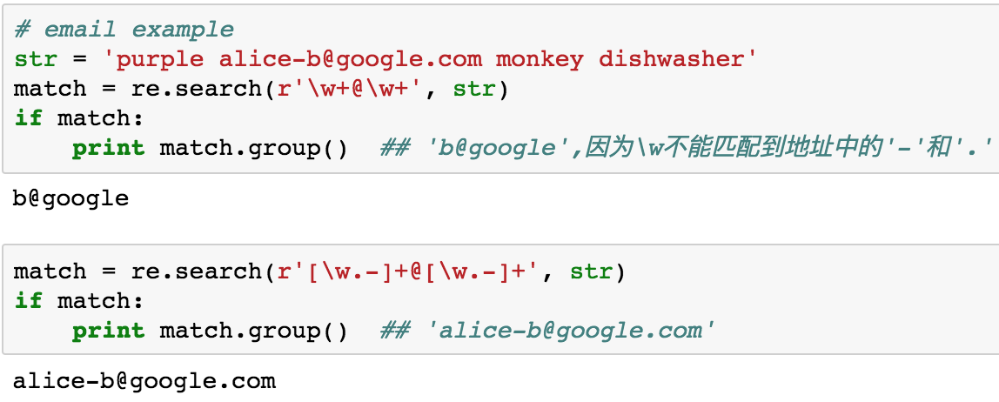 # email example
str = 'purple alice-b@google.com monkey dishwasher'
match = re.search(r'\w+@\w+', str)
if match:
    print match.group()  ## 'b@google',因为\w不能匹配到地址中的'-'和'.'
b@google
match = re.search(r'[\w.-]+@[\w.-]+', str)
if match:
    print match.group()  ## 'alice-b@google.com'
alice-b@google.com